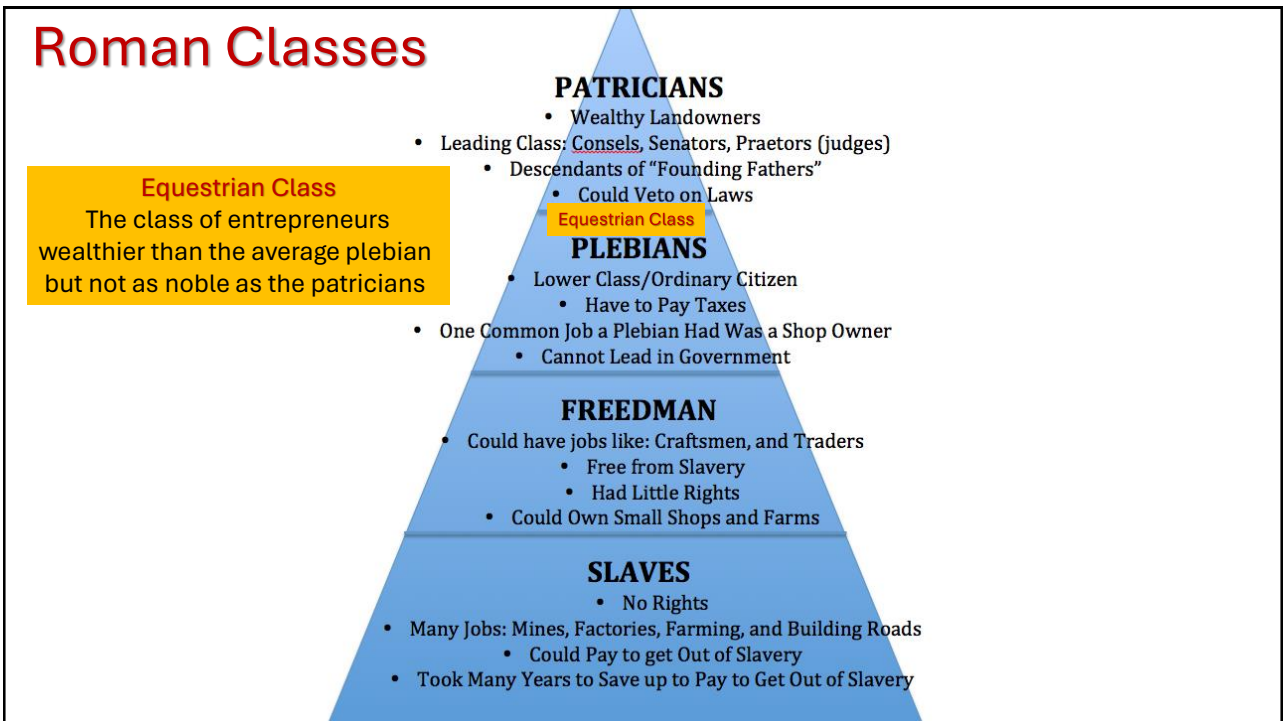 Roman Classes
Equestrian Class
The class of entrepreneurs
wealthier than the average plebian
but not as noble as the patricians
PATRICIANS
• Wealthy Landowners
• Leading Class: Consels, Senators, Praetors (judges)
• Descendants of “Founding Fathers”
• Could Veto on Laws
Equestrian Class
PLEBIANS
• Lower Class/Ordinary Citizen
• Have to Pay Taxes
• One Common Job a Plebian Had Was a Shop Owner
• Cannot Lead in Government
FREEDMAN
• Could have jobs like: Craftsmen, and Traders
• Free from Slavery
• Had Little Rights
• Could Own Small Shops and Farms
SLAVES
• No Rights
• Many Jobs: Mines, Factories, Farming, and Building Roads
• Could Pay to get Out of Slavery
• Took Many Years to Save up to Pay to Get Out of Slavery